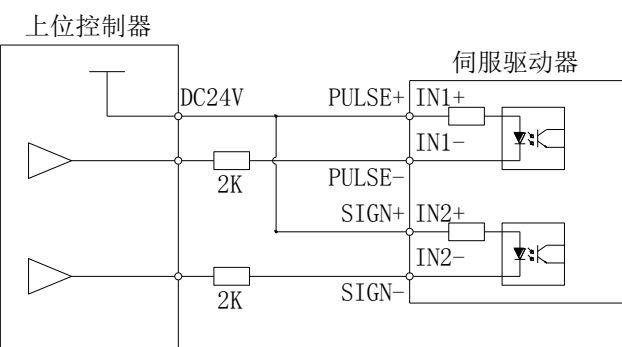 上位控制器
伺服驱动器
DC24V
PULSE+
IN1+
IN1-
2K
PULSE-
SIGN+
IN2+
IN2-
2K
SIGN-